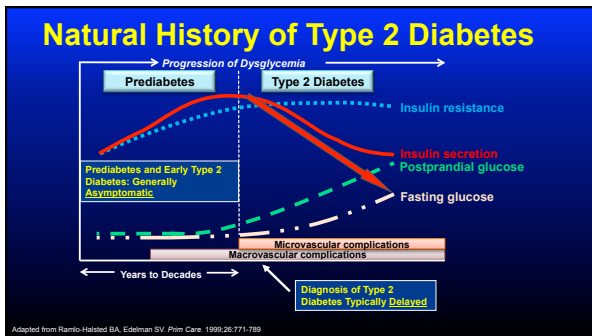 Natural History of Type 2 Diabetes
Progression of Dysglycemia
Prediabetes
Type 2 Diabetes
Insulin resistance
Insulin secretion
Postprandial glucose
Fasting glucose
Prediabetes and Early Type 2
Diabetes: Generally
Asymptomatic
Microvascular complications
Macrovascular complications
Years to Decades
Diagnosis of Type 2
Diabetes Typically Delayed
Adapted from Ramlo-Halsted BA, Edelman SV. Prim Care. 1999;26:771-789